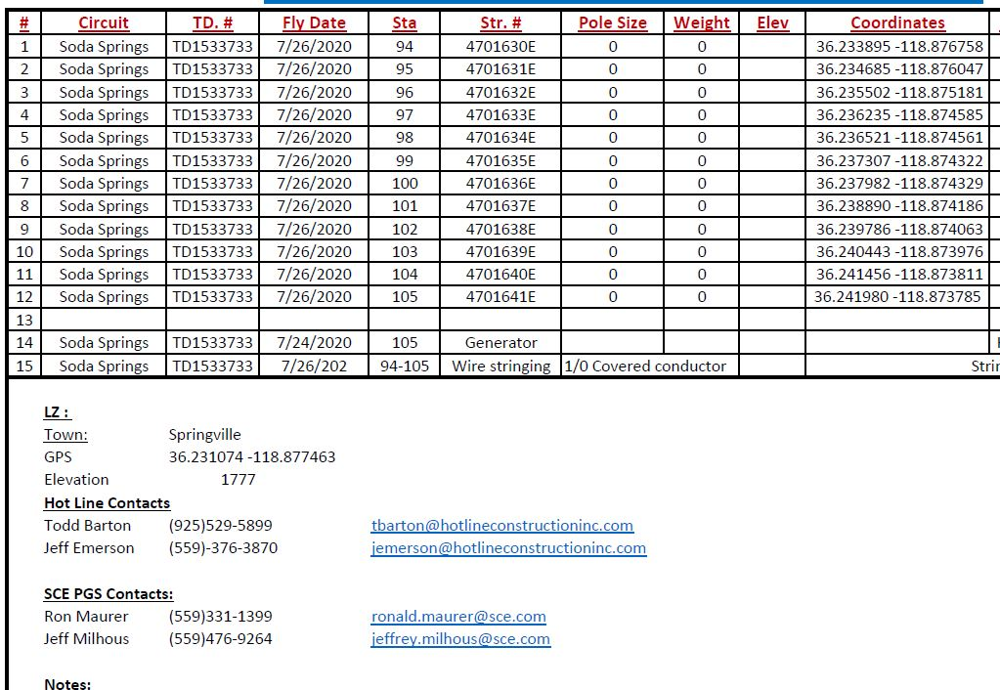 # Circuit TD. # Fly Date Sta Str. # Pole Size Weight Elev Coordinates
1 Soda Springs TD1533733 7/26/2020 94 4701630E 0 0 36.233895 -118.876758
2 Soda Springs TD1533733 7/26/2020 95 4701631E 0 0 36.234685 -118.876047
3 Soda Springs TD1533733 7/26/2020 96 4701632E 0 0 36.235502 -118.875181
4 Soda Springs TD1533733 7/26/2020 97 4701633E 0 0 36.236235 -118.874585
5 Soda Springs TD1533733 7/26/2020 98 4701634E 0 0 36.236521 -118.874561
6 Soda Springs TD1533733 7/26/2020 99 4701635E 0 0 36.237307 -118.874322
7 Soda Springs TD1533733 7/26/2020 100 4701636E 0 0 36.237982 -118.874329
8 Soda Springs TD1533733 7/26/2020 101 4701637E 0 0 36.238890 -118.874186
9 Soda Springs TD1533733 7/26/2020 102 4701638E 0 0 36.239786 -118.874063
10 Soda Springs TD1533733 7/26/2020 103 4701639E 0 0 36.240443 -118.873976
11 Soda Springs TD1533733 7/26/2020 104 4701640E 0 0 36.241456 -118.873811
12 Soda Springs TD1533733 7/26/2020 105 4701641E 0 0 36.241980 -118.873785
13
14 Soda Springs TD1533733 7/24/2020 105 Generator
15 Soda Springs TD1533733 7/26/202 94-105 Wire stringing 1/0 Covered conductor
LZ :
Town: Springville
GPS 36.231074 -118.877463
Elevation 1777
Hot Line Contacts
Todd Barton (925)529-5899 tbarton@hotlineconstructioninc.com
Jeff Emerson (559)-376-3870 jemerson@hotlineconstructioninc.com
SCE PGS Contacts:
Ron Maurer (559)331-1399 ronald.maurer@sce.com
Jeff Milhous (559)476-9264 jeffrey.milhous@sce.com
Notes: